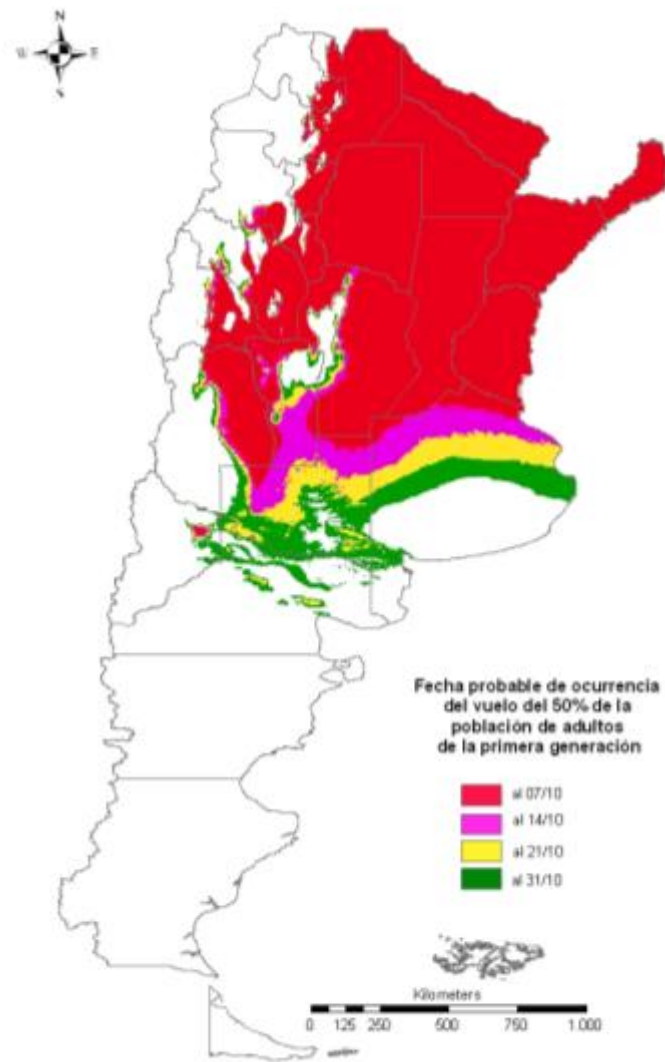 N
W E
S
Fecha probable de ocurrencia
del vuelo del 50% de la
población de adultos
de la primera generación
al 07/10
al 14/10
al 21/10
al 31/10
Kilometers
0 125 250 500 750 1.000